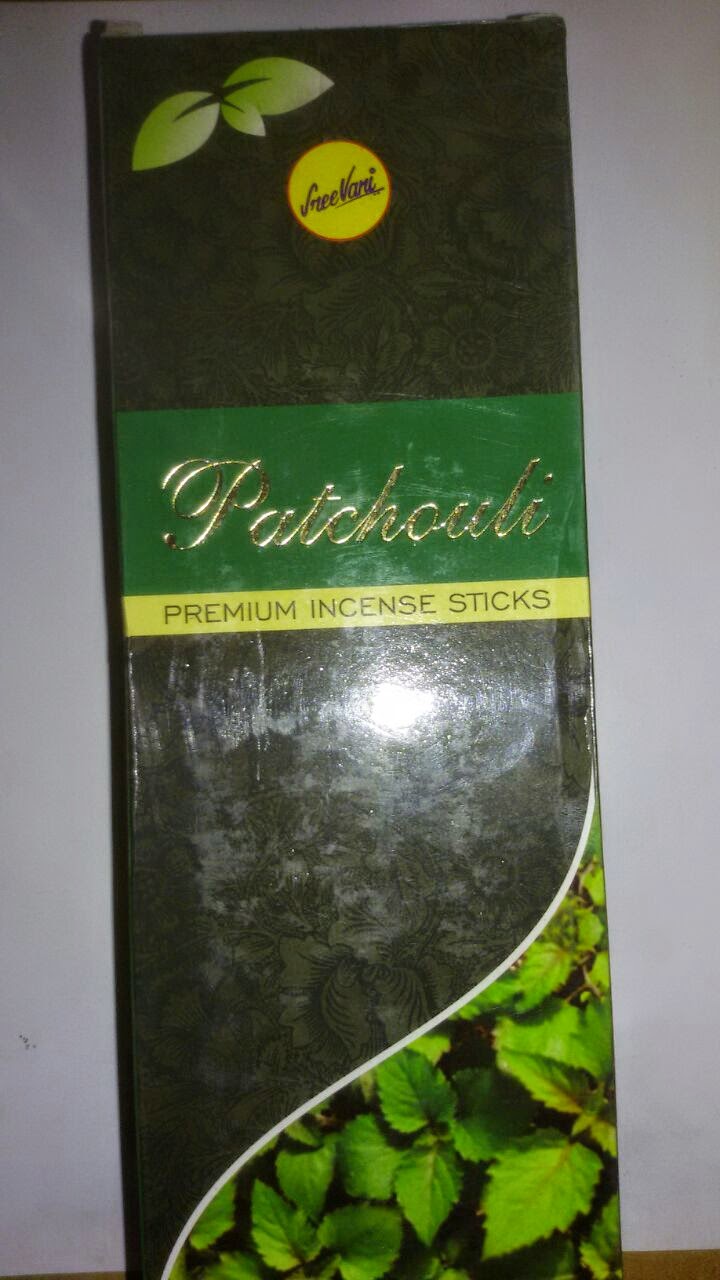 SreeVani
Patchouli
PREMIUM INCENSE STICKS